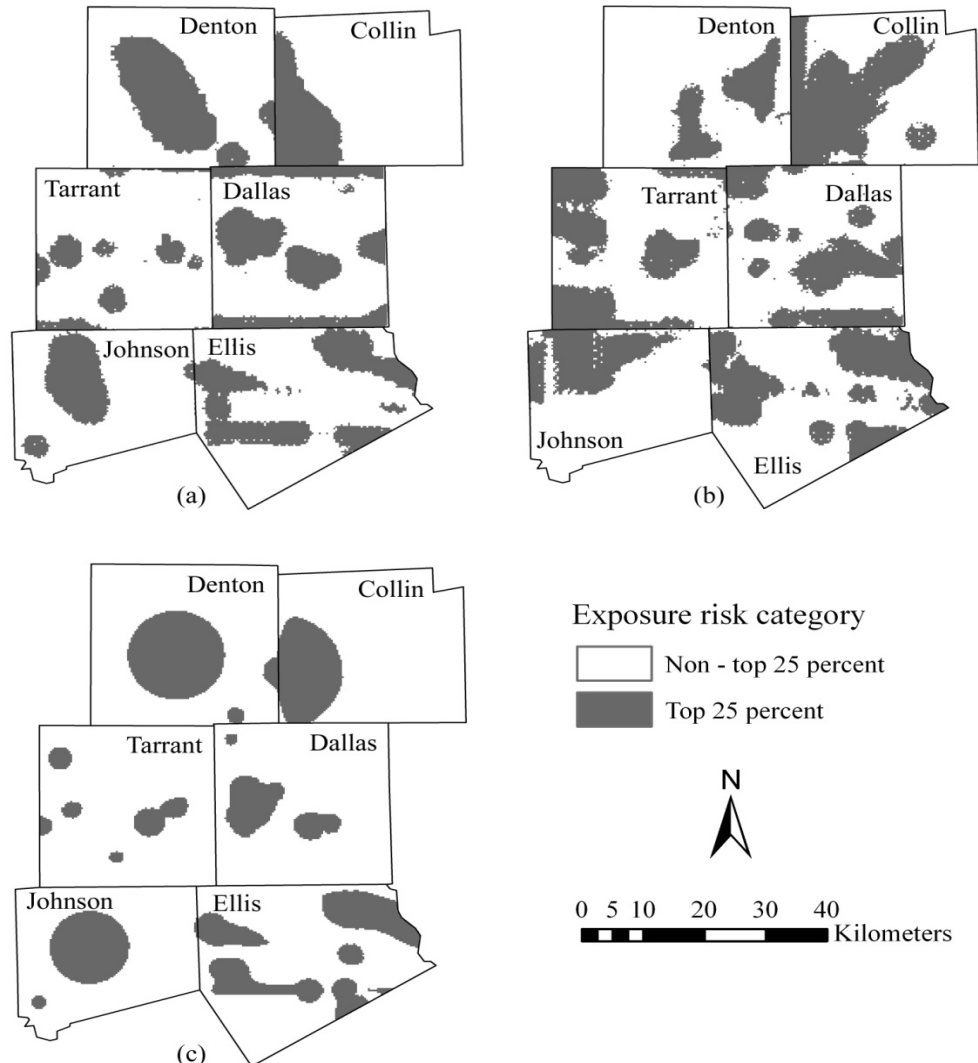 Denton
Collin
Tarrant
Dallas
Johnson
Ellis
(a)
Denton
Collin
Tarrant
Dallas
Johnson
Ellis
(b)
Denton
Collin
Tarrant
Dallas
Johnson
Ellis
(c)
Exposure risk category
Non - top 25 percent
Top 25 percent
N
0 5 10 20 30 40
Kilometers